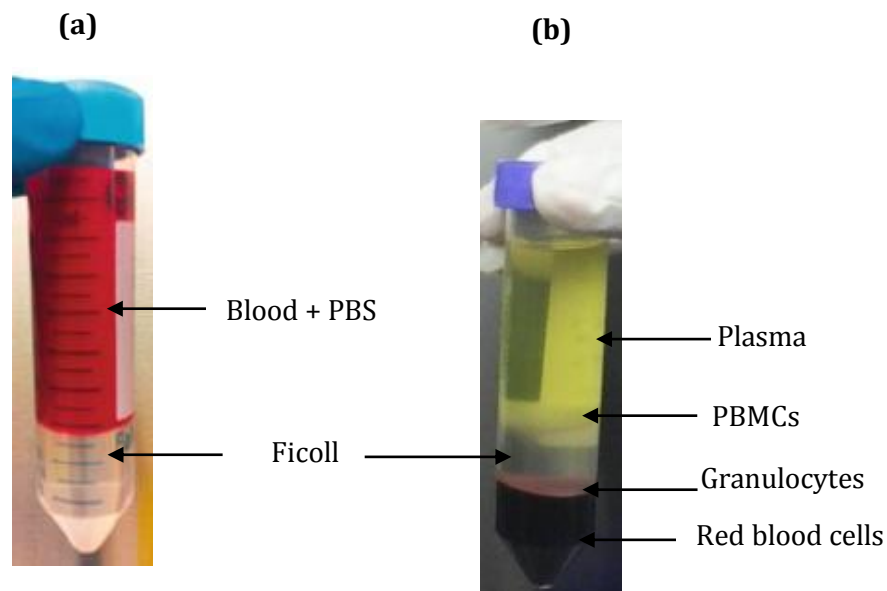 (a)
(b)
Blood + PBS
Plasma
PBMCs
Ficoll
Granulocytes
Red blood cells